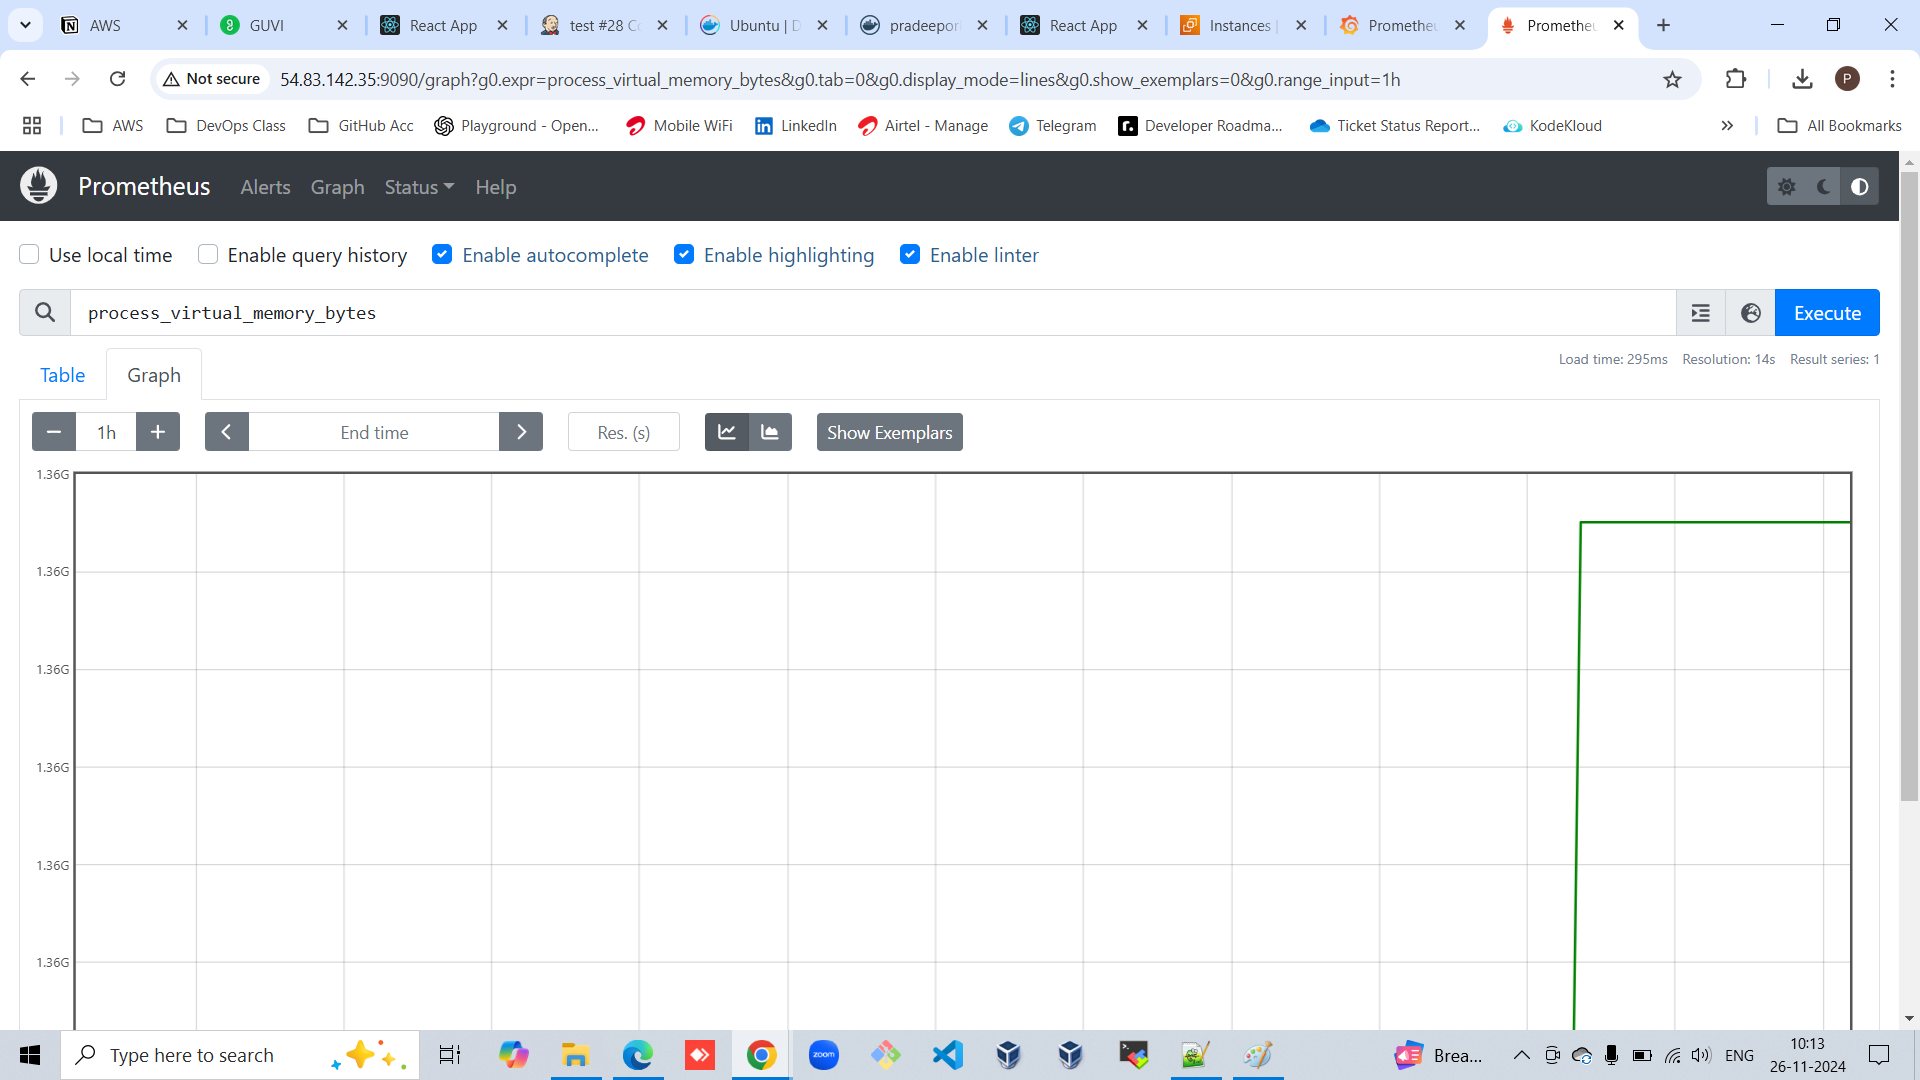 AWS
GUVI
React App
test #28 Co
Ubuntu | D
pradeepori
React App
Instances |
Prometheu
Prometheu
Not secure
54.83.142.35:9090/graph?g0.expr=process_virtual_memory_bytes&g0.tab=0&g0.display_mode=lines&g0.show_exemplars=0&g0.range_input=1h
P
AWS
DevOps Class
GitHub Acc
Playground - Open...
Mobile WiFi
LinkedIn
Airtel - Manage
Telegram
Developer Roadma...
Ticket Status Report...
KodeKloud
All Bookmarks
Prometheus
Alerts
Graph
Status
Help
Use local time
Enable query history
Enable autocomplete
Enable highlighting
Enable linter
process_virtual_memory_bytes
Execute
Load time: 295ms
Resolution: 14s
Result series: 1
Table
Graph
1h
End time
Res. (s)
Show Exemplars
1.36G
1.36G
1.36G
1.36G
1.36G
1.36G
Type here to search
zoom
Brea...
ENG
10:13
26-11-2024